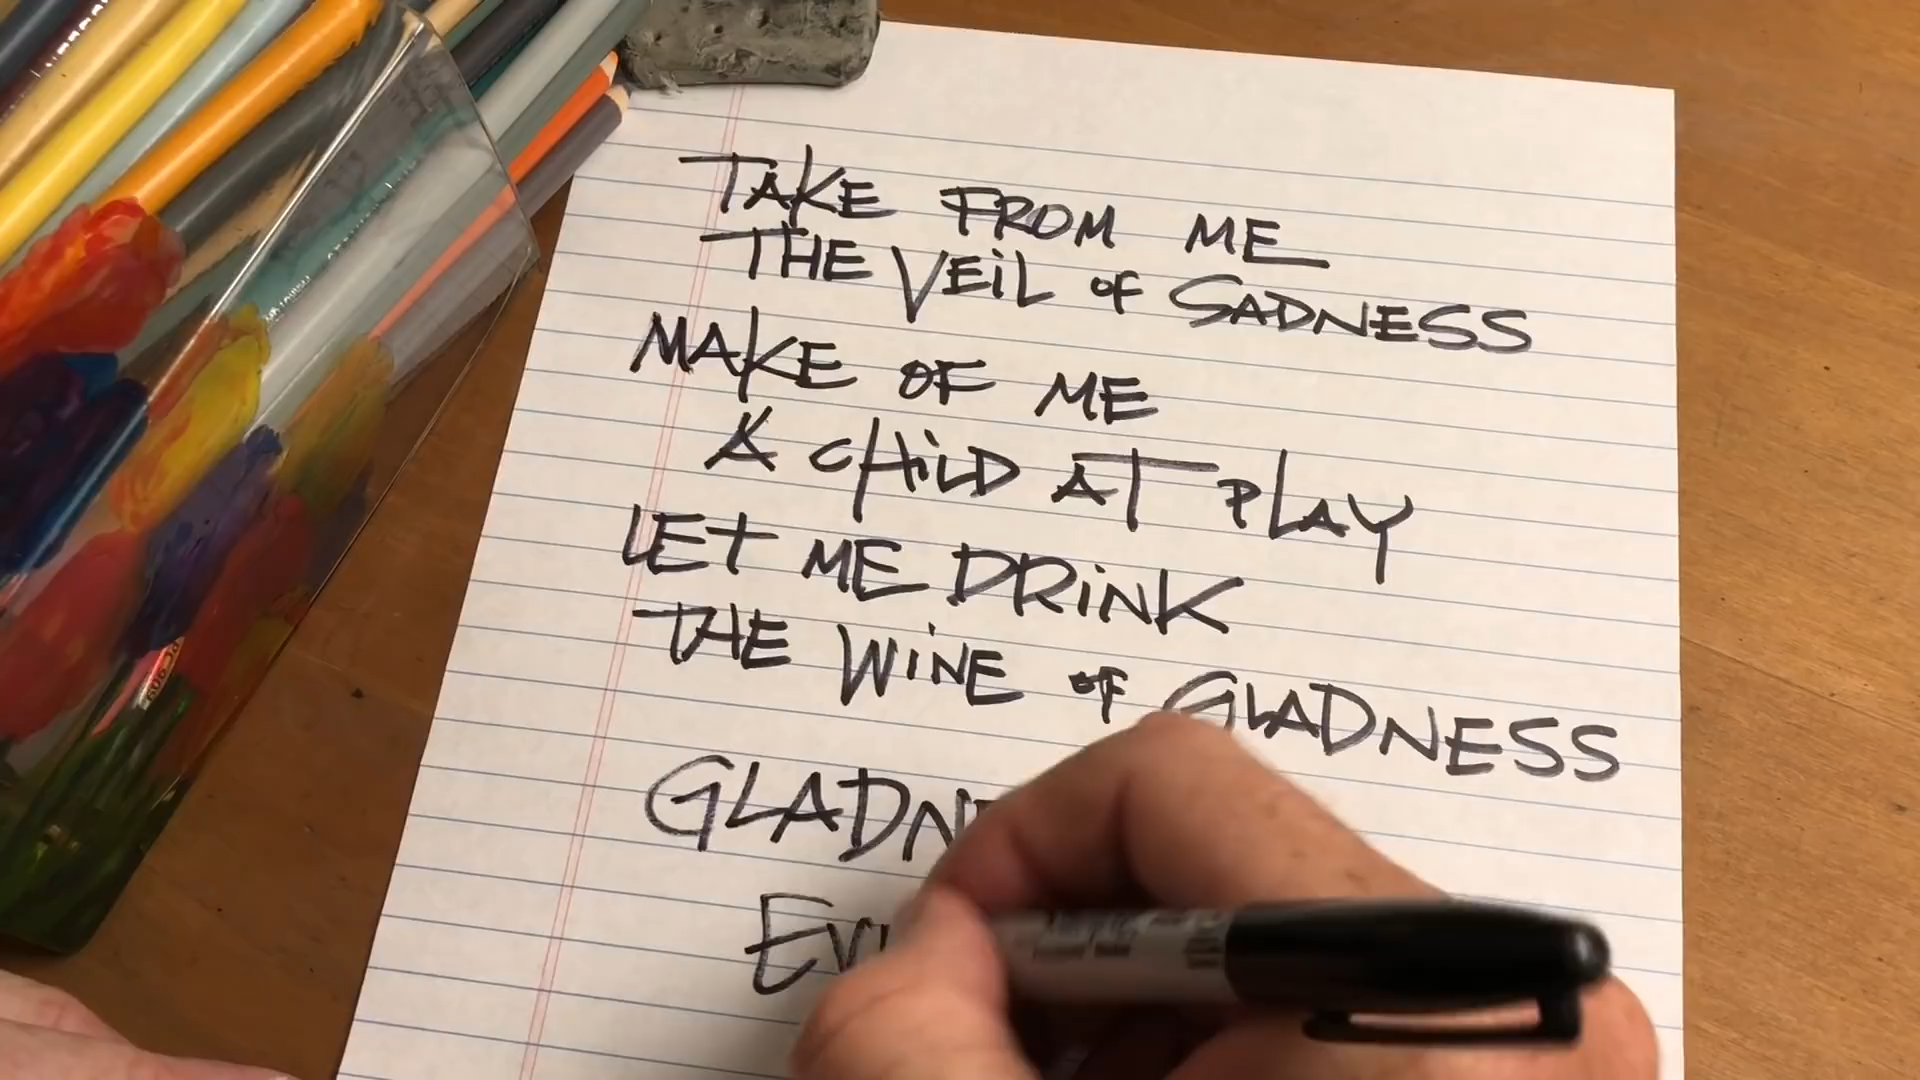 TAKE FROM ME
THE VEiL OF SADNESS
MAKE OF ME
A CHiLD AT PLAY
LET ME DRiNK
THE WiNE OF GLADNESS